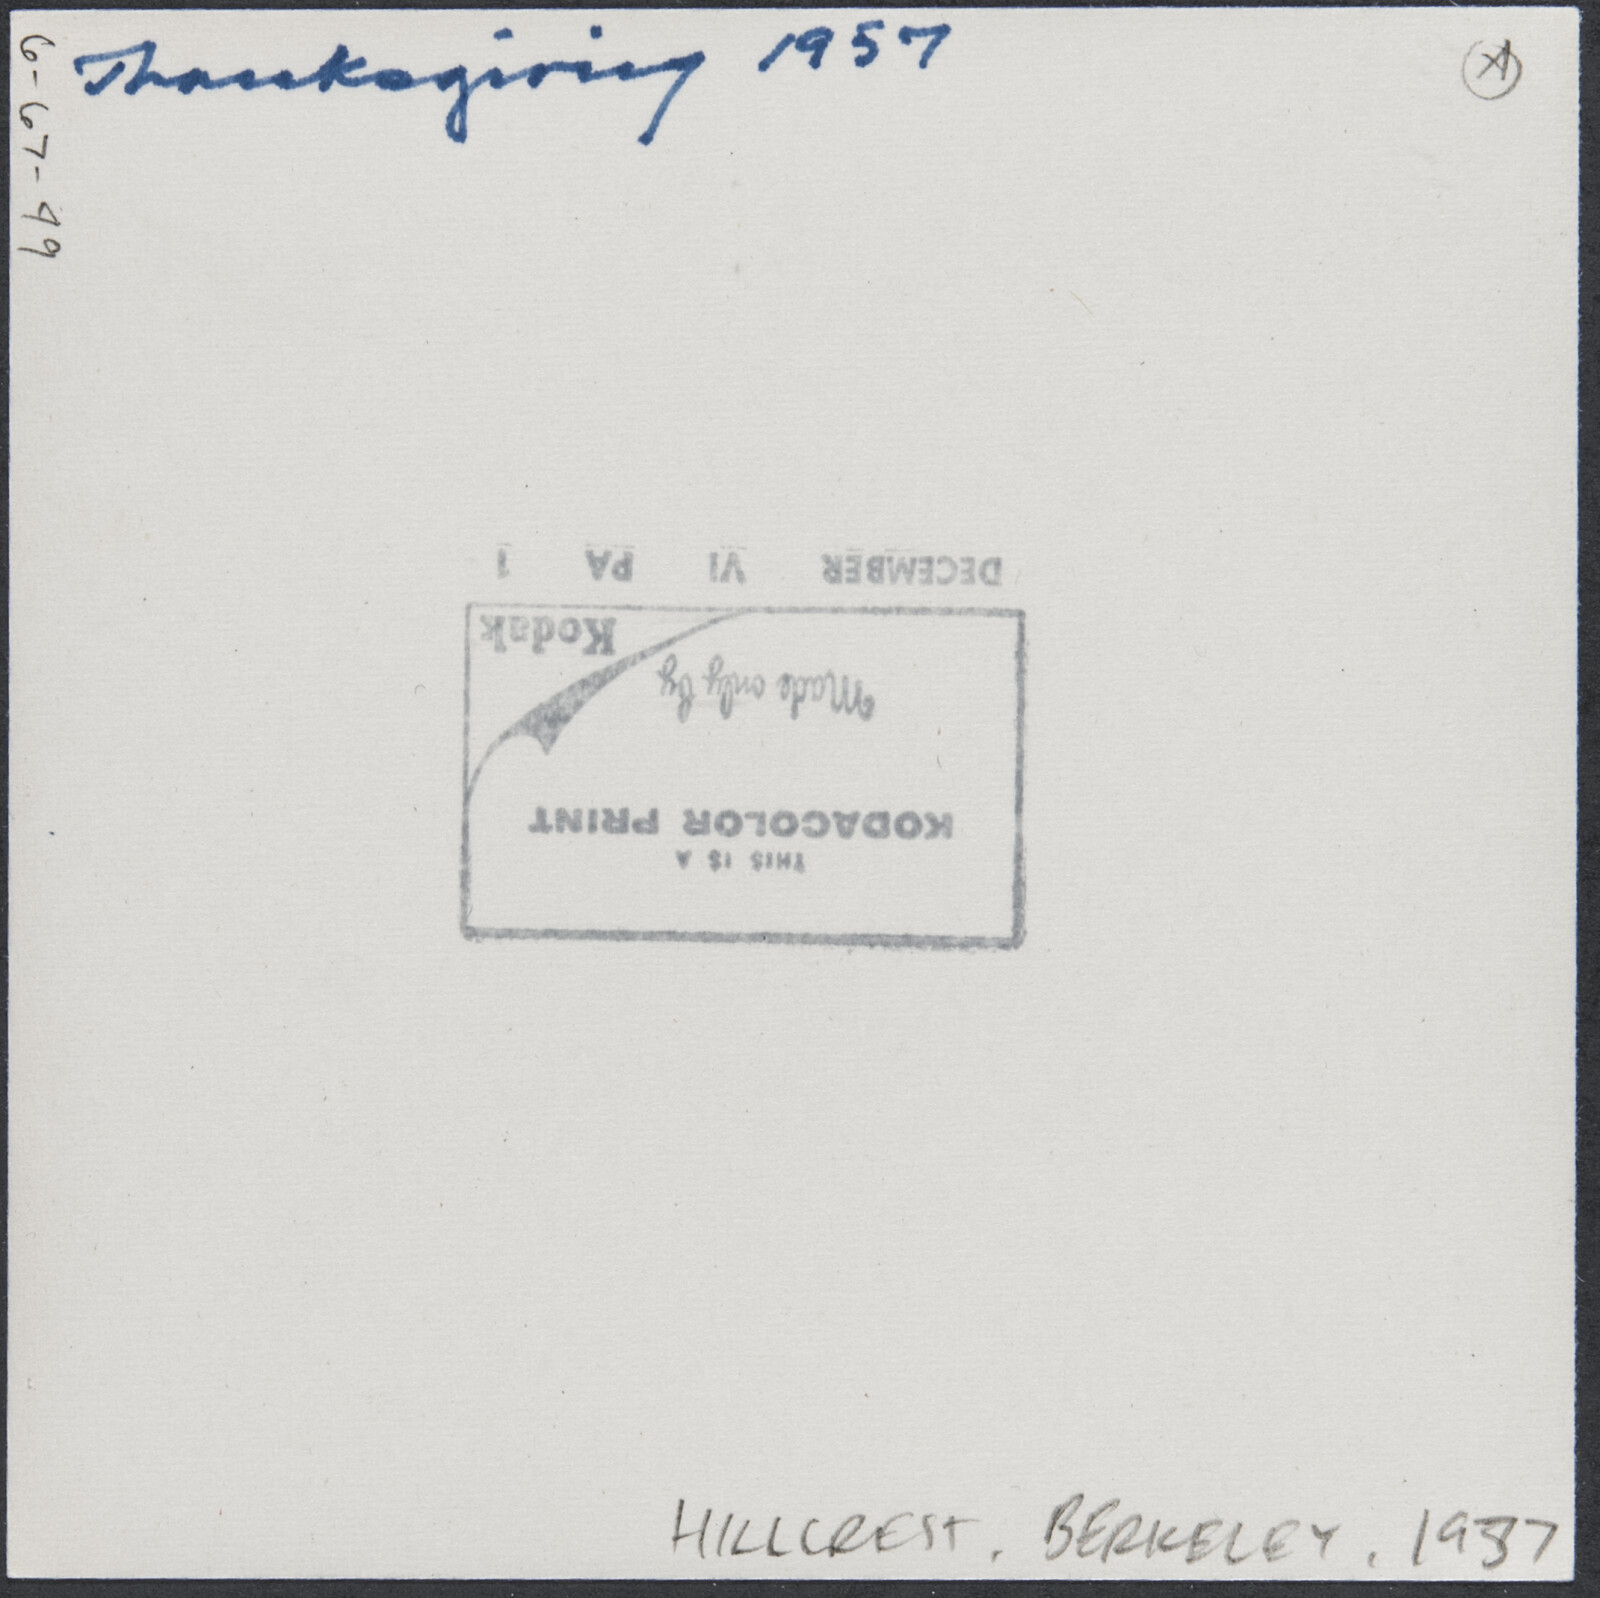 Thanksgiving 1957
A
6-67-49
DECEMBER VI PA 1
Kodak
Made only by
KODACOLOR PRINT
THIS IS A
HILLCREST. BERKELEY. 1957